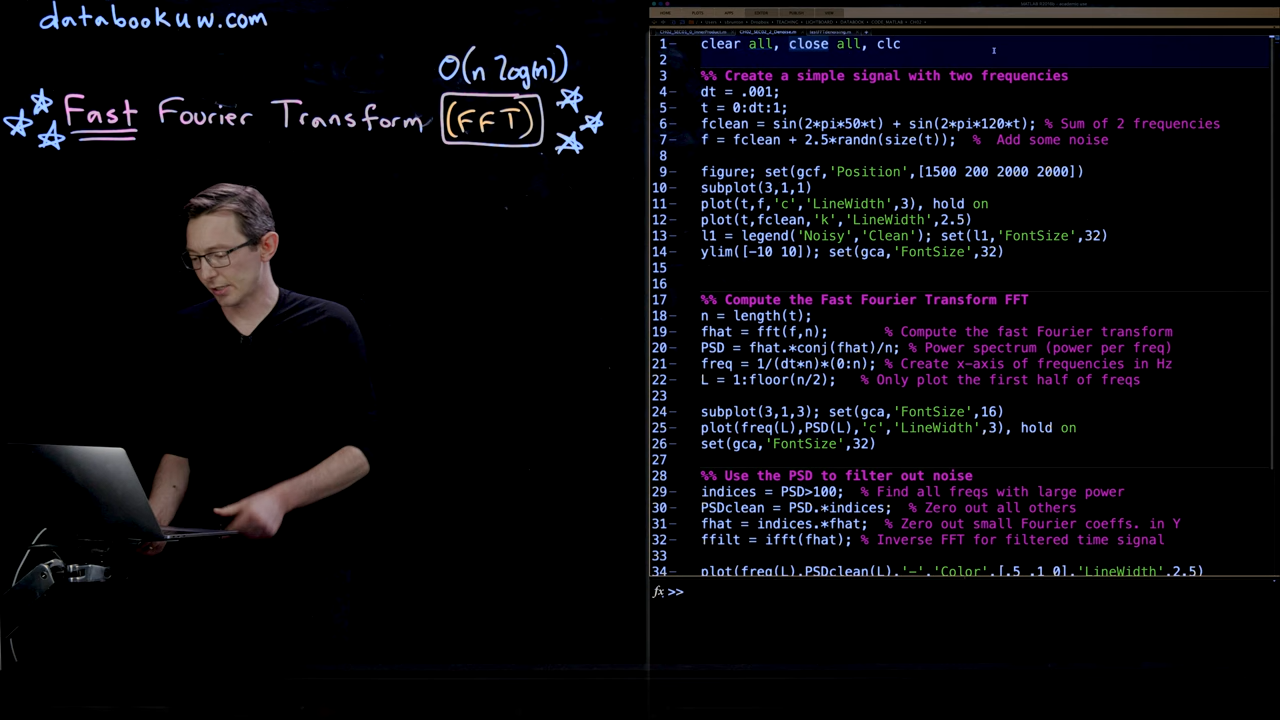 databookuw.com
O(n log(n))
Fast Fourier Transform (FFT)
1 clear all, close all, clc
2
3 %% Create a simple signal with two frequencies
4 dt = .001;
5 t = 0:dt:1;
6 fclean = sin(2*pi*50*t) + sin(2*pi*120*t); % Sum of 2 frequencies
7 f = fclean + 2.5*randn(size(t)); % Add some noise
8
9 figure; set(gcf,'Position',[1500 200 2000 2000])
10 subplot(3,1,1)
11 plot(t,f,'c','LineWidth',3), hold on
12 plot(t,fclean,'k','LineWidth',2.5)
13 l1 = legend('Noisy','Clean'); set(l1,'FontSize',32)
14 ylim([-10 10]); set(gca,'FontSize',32)
15
16
17 %% Compute the Fast Fourier Transform FFT
18 n = length(t);
19 fhat = fft(f,n); % Compute the fast Fourier transform
20 PSD = fhat.*conj(fhat)/n; % Power spectrum (power per freq)
21 freq = 1/(dt*n)*(0:n); % Create x-axis of frequencies in Hz
22 L = 1:floor(n/2); % Only plot the first half of freqs
23
24 subplot(3,1,3); set(gca,'FontSize',16)
25 plot(freq(L),PSD(L),'c','LineWidth',3), hold on
26 set(gca,'FontSize',32)
27
28 %% Use the PSD to filter out noise
29 indices = PSD>100; % Find all freqs with large power
30 PSDclean = PSD.*indices; % Zero out all others
31 fhat = indices.*fhat; % Zero out small Fourier coeffs. in Y
32 ffilt = ifft(fhat); % Inverse FFT for filtered time signal
33
34 plot(freq(L),PSDclean(L),'-','Color',[.5 .1 0],'LineWidth',2.5)
fx >>